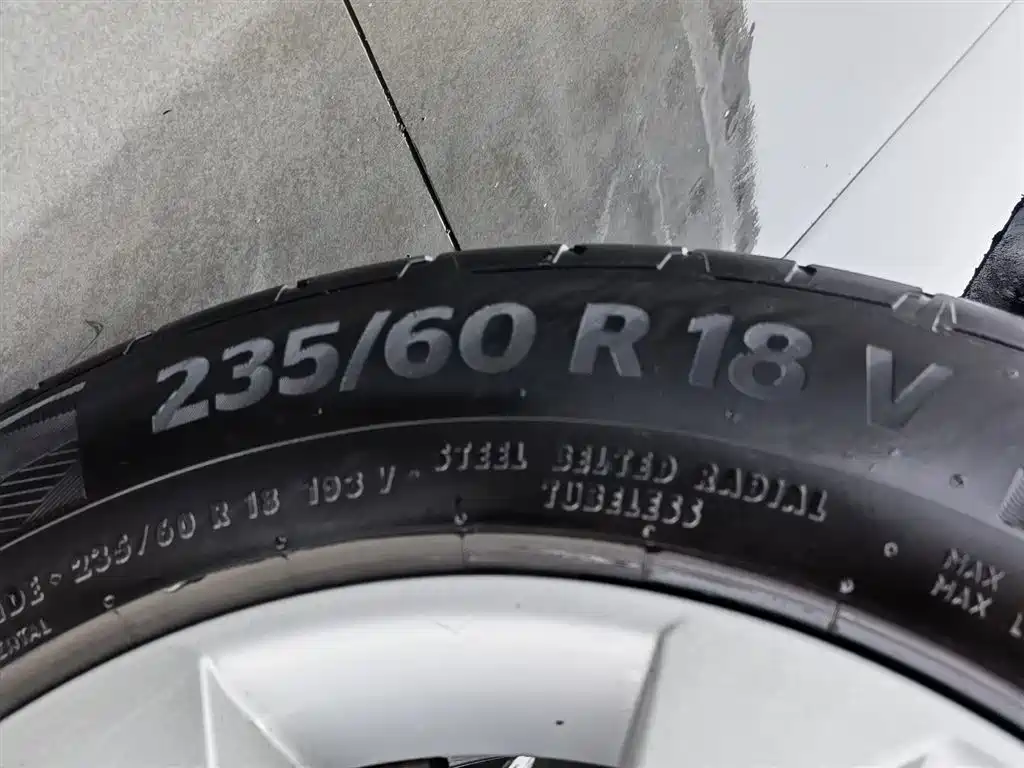 235/60 R 18 V
STEEL BELTED RADIAL
TUBELESS
235/60 R 18 103 V
MAX
MAX L